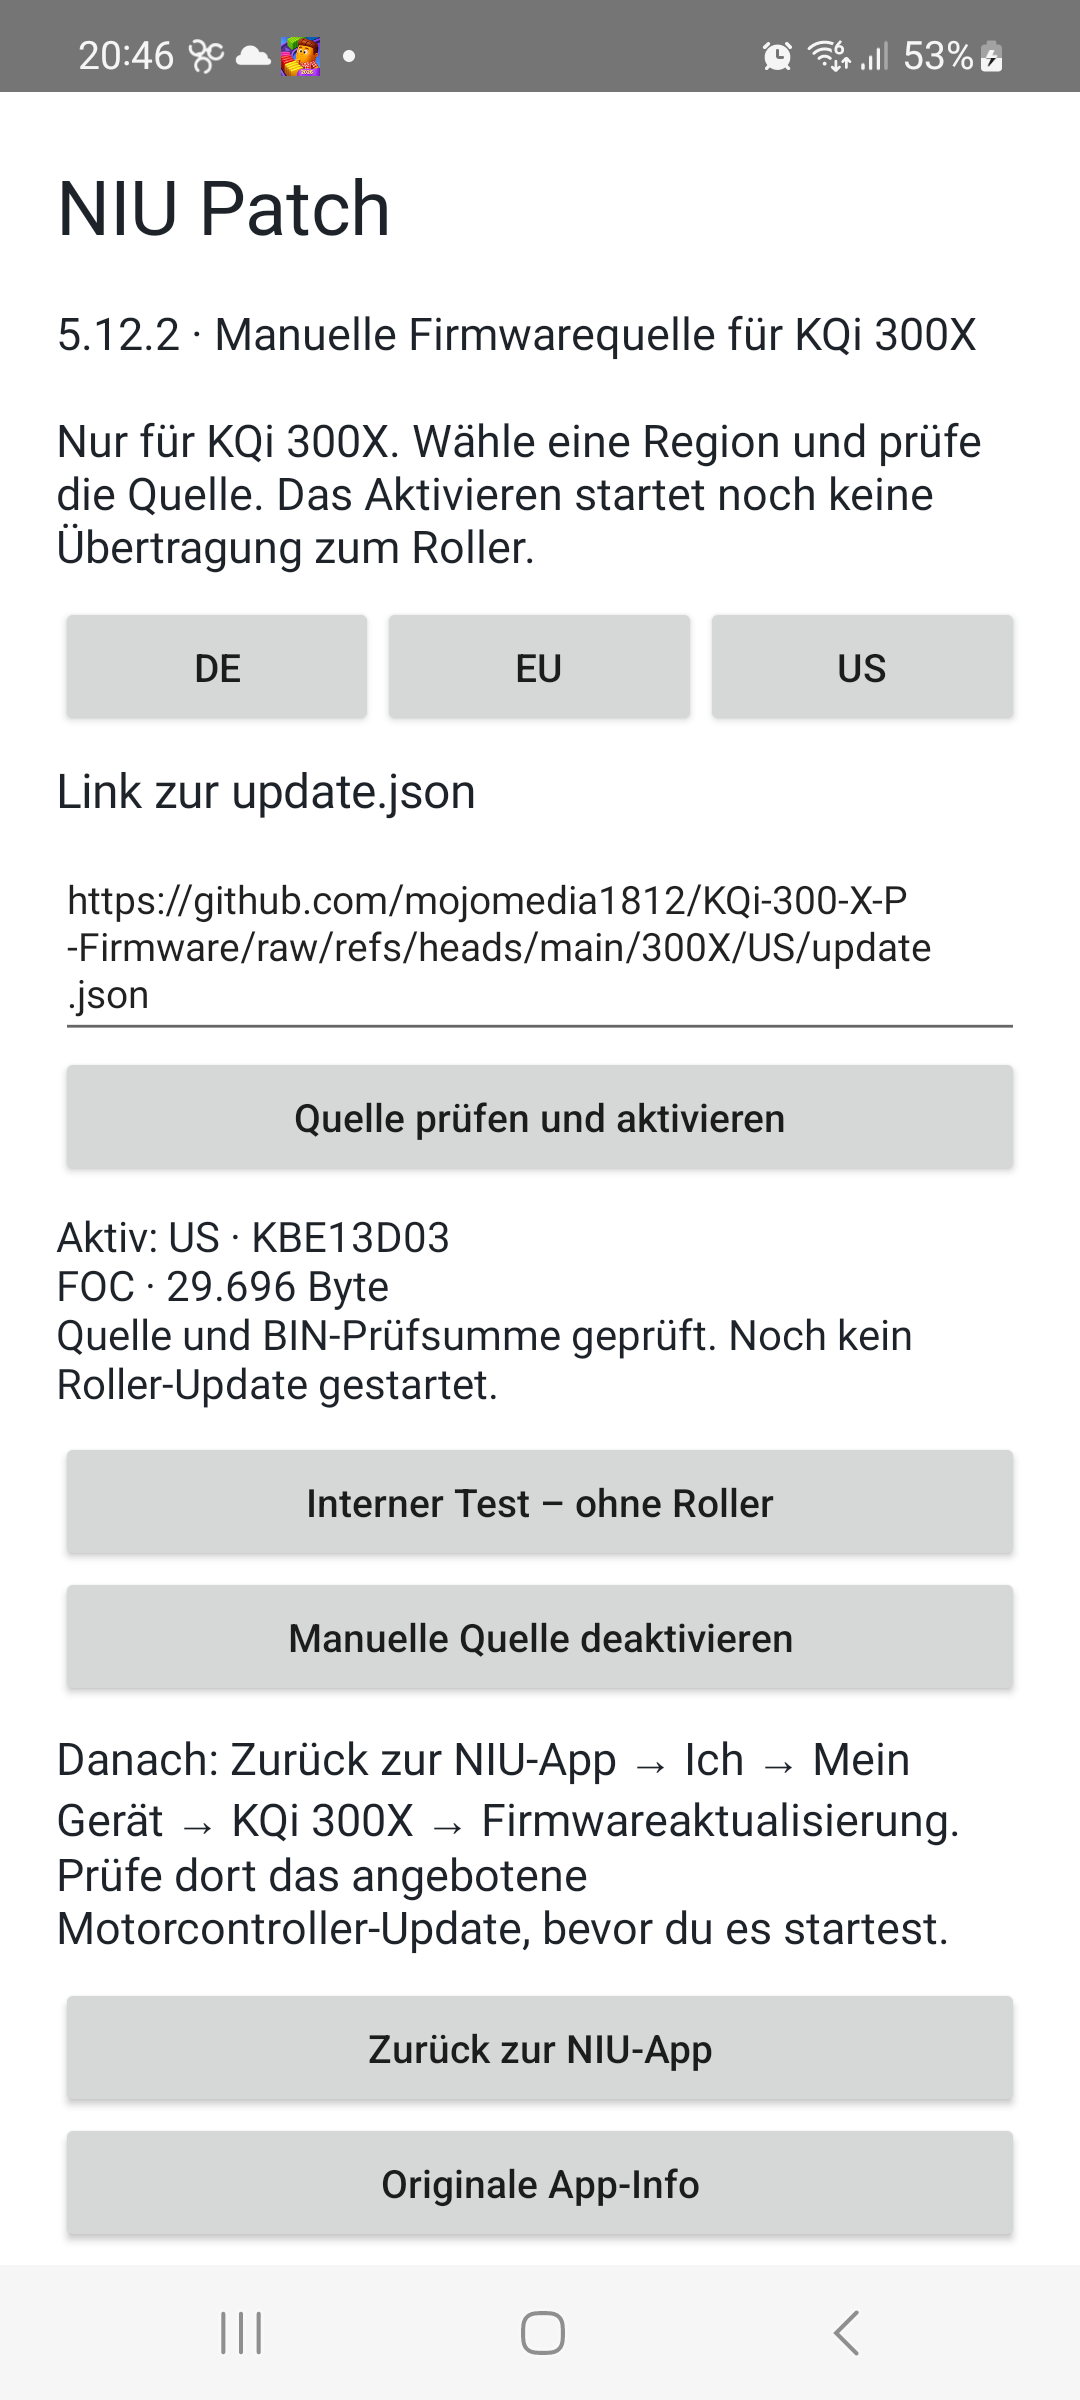 20:46
53%
NIU Patch
5.12.2 · Manuelle Firmwarequelle für KQi 300X
Nur für KQi 300X. Wähle eine Region und prüfe
die Quelle. Das Aktivieren startet noch keine
Übertragung zum Roller.
DE
EU
US
Link zur update.json
https://github.com/mojomedia1812/KQi-300-X-P
-Firmware/raw/refs/heads/main/300X/US/update
.json
Quelle prüfen und aktivieren
Aktiv: US · KBE13D03
FOC · 29.696 Byte
Quelle und BIN-Prüfsumme geprüft. Noch kein
Roller-Update gestartet.
Interner Test – ohne Roller
Manuelle Quelle deaktivieren
Danach: Zurück zur NIU-App → Ich → Mein
Gerät → KQi 300X → Firmwareaktualisierung.
Prüfe dort das angebotene
Motorcontroller-Update, bevor du es startest.
Zurück zur NIU-App
Originale App-Info